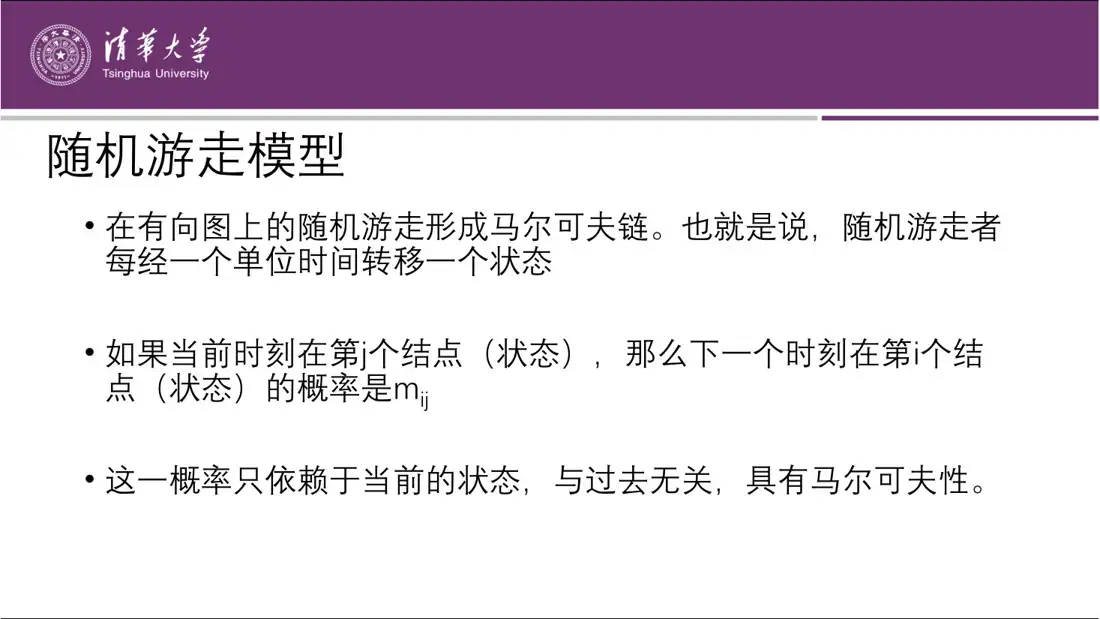 清华大学
Tsinghua University
随机游走模型
• 在有向图上的随机游走形成马尔可夫链。也就是说，随机游走者
每经一个单位时间转移一个状态
• 如果当前时刻在第j个结点（状态），那么下一个时刻在第i个结
点（状态）的概率是mij
• 这一概率只依赖于当前的状态，与过去无关，具有马尔可夫性。